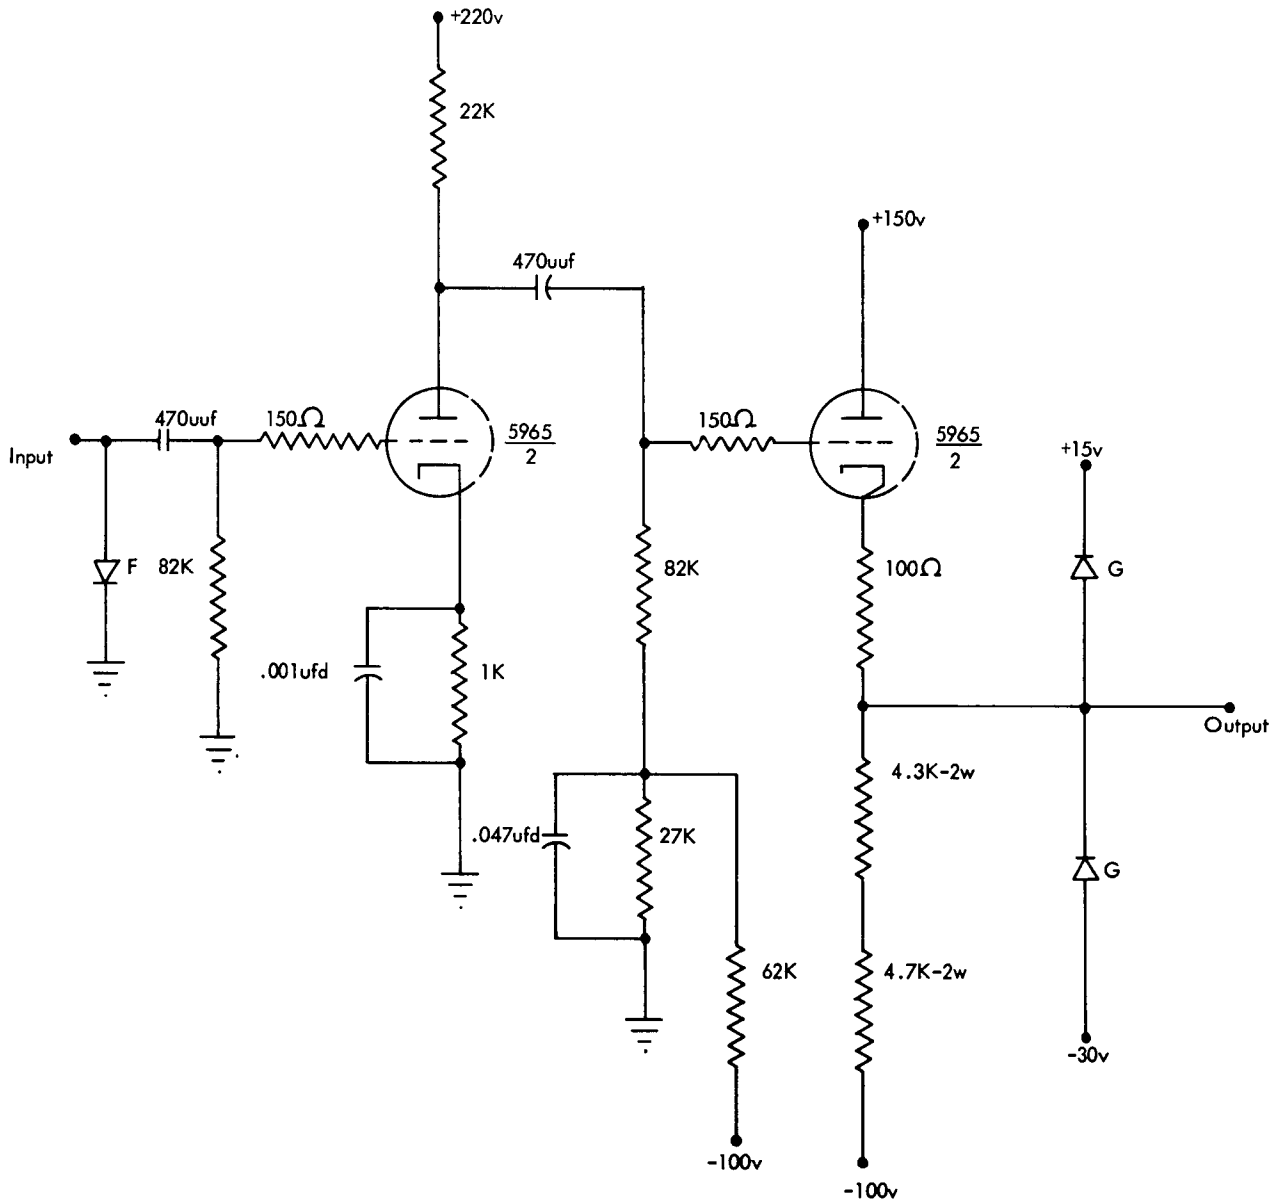 +220v
22K
+150v
470uuf
470uuf
150Ω
5965
2
150Ω
5965
2
+15v
Input
F
82K
82K
100Ω
G
.001ufd
1K
Output
4.3K-2w
.047ufd
27K
G
62K
4.7K-2w
-30v
-100v
-100v